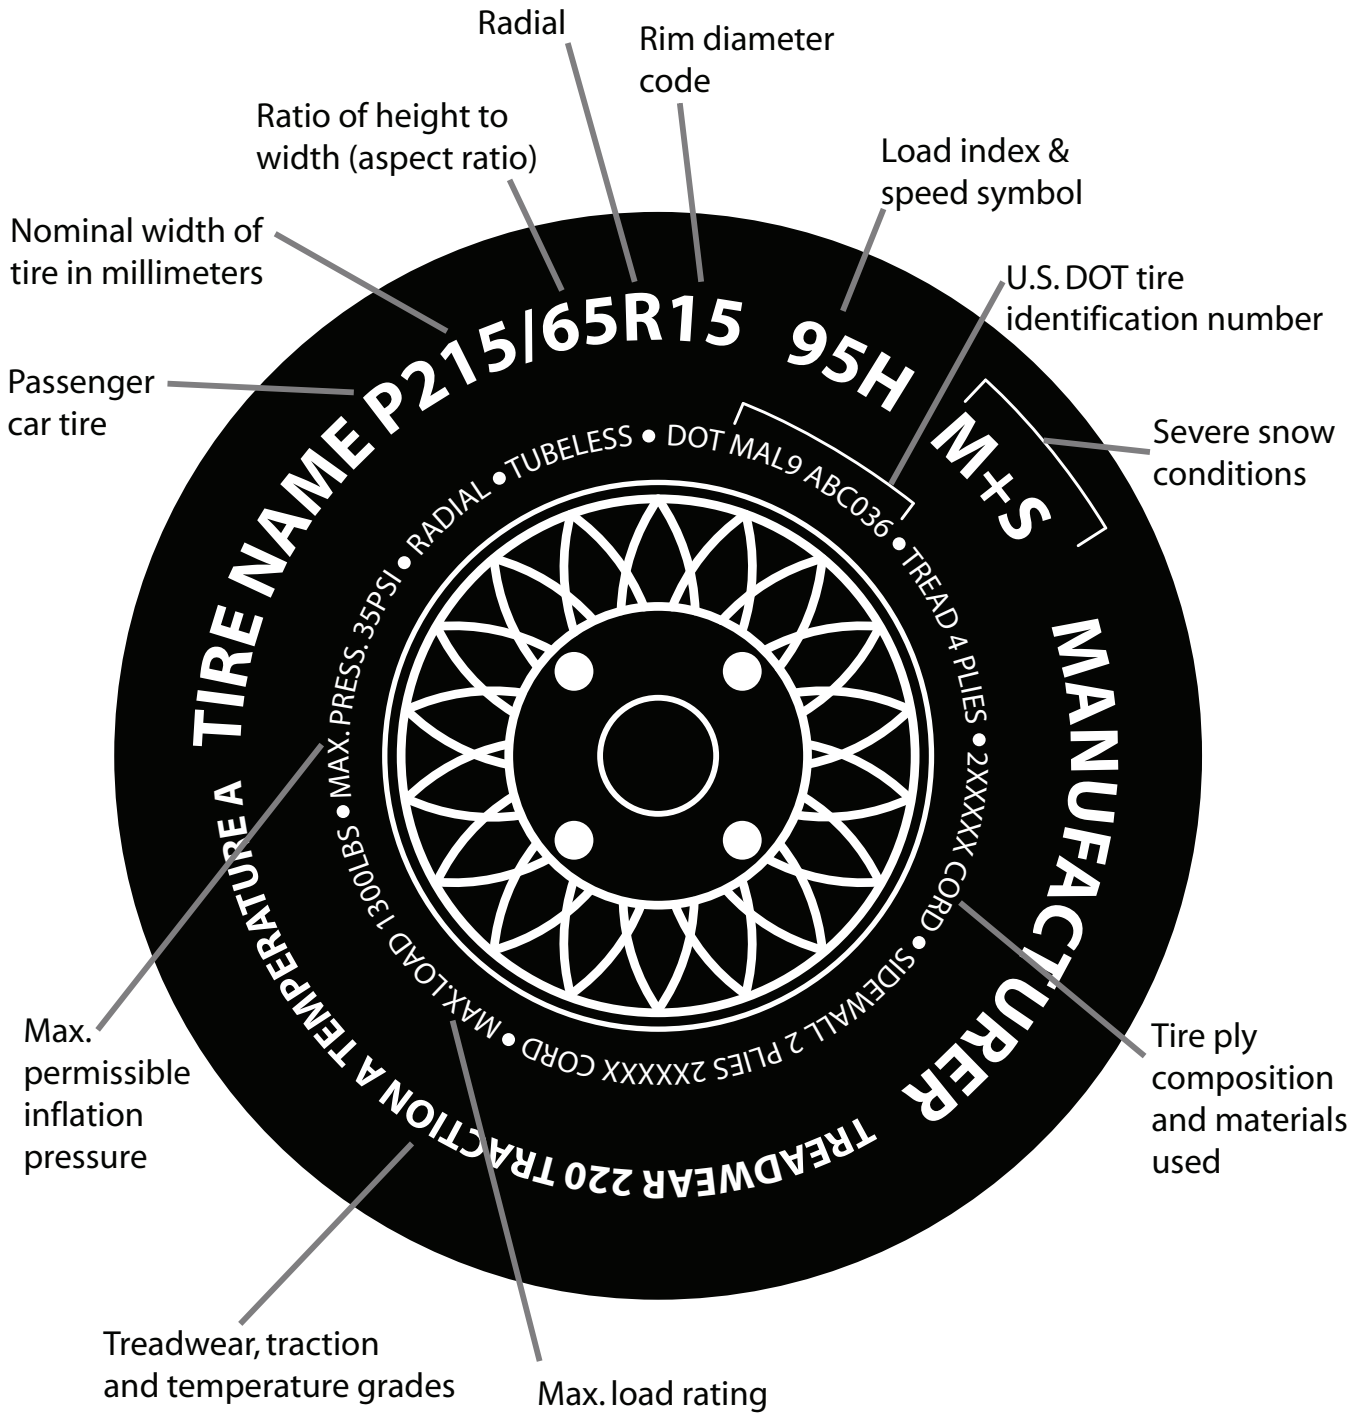 Radial
Rim diameter
code
Ratio of height to
width (aspect ratio)
Load index &
speed symbol
Nominal width of
tire in millimeters
U.S. DOT tire
identification number
Passenger
car tire
Severe snow
conditions
TIRE NAME P215/65R15 95H M+S
MANUFACTURER
TREADWEAR 220 TRACTION A TEMPERATURE A
MAX. PRESS. 35PSI • RADIAL • TUBELESS • DOT MAL9 ABC036 • TREAD 4 PLIES • 2XXXXX CORD • SIDEWALL 2 PLIES 2XXXXX CORD • MAX.LOAD 1300LBS •
Max.
permissible
inflation
pressure
Tire ply
composition
and materials
used
Treadwear, traction
and temperature grades
Max. load rating